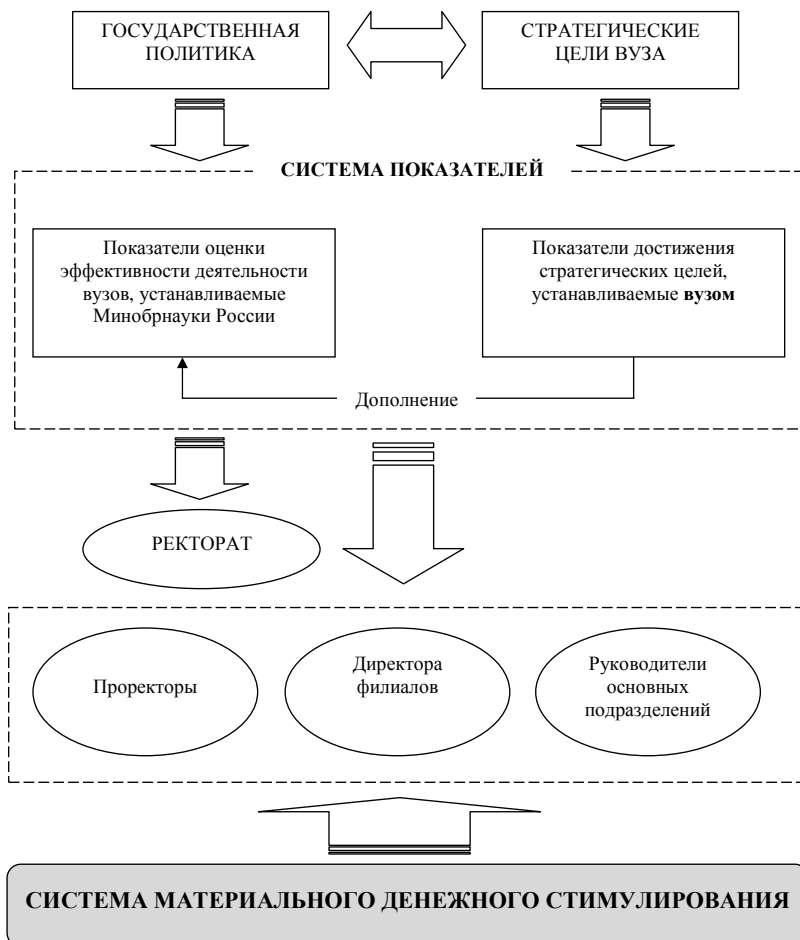 ГОСУДАРСТВЕННАЯ
ПОЛИТИКА
СТРАТЕГИЧЕСКИЕ
ЦЕЛИ ВУЗА
СИСТЕМА ПОКАЗАТЕЛЕЙ
Показатели оценки
эффективности деятельности
вузов, устанавливаемые
Минобрнауки России
Показатели достижения
стратегических целей,
устанавливаемые вузом
Дополнение
РЕКТОРАТ
Проректоры
Директора
филиалов
Руководители
основных
подразделений
СИСТЕМА МАТЕРИАЛЬНОГО ДЕНЕЖНОГО СТИМУЛИРОВАНИЯ